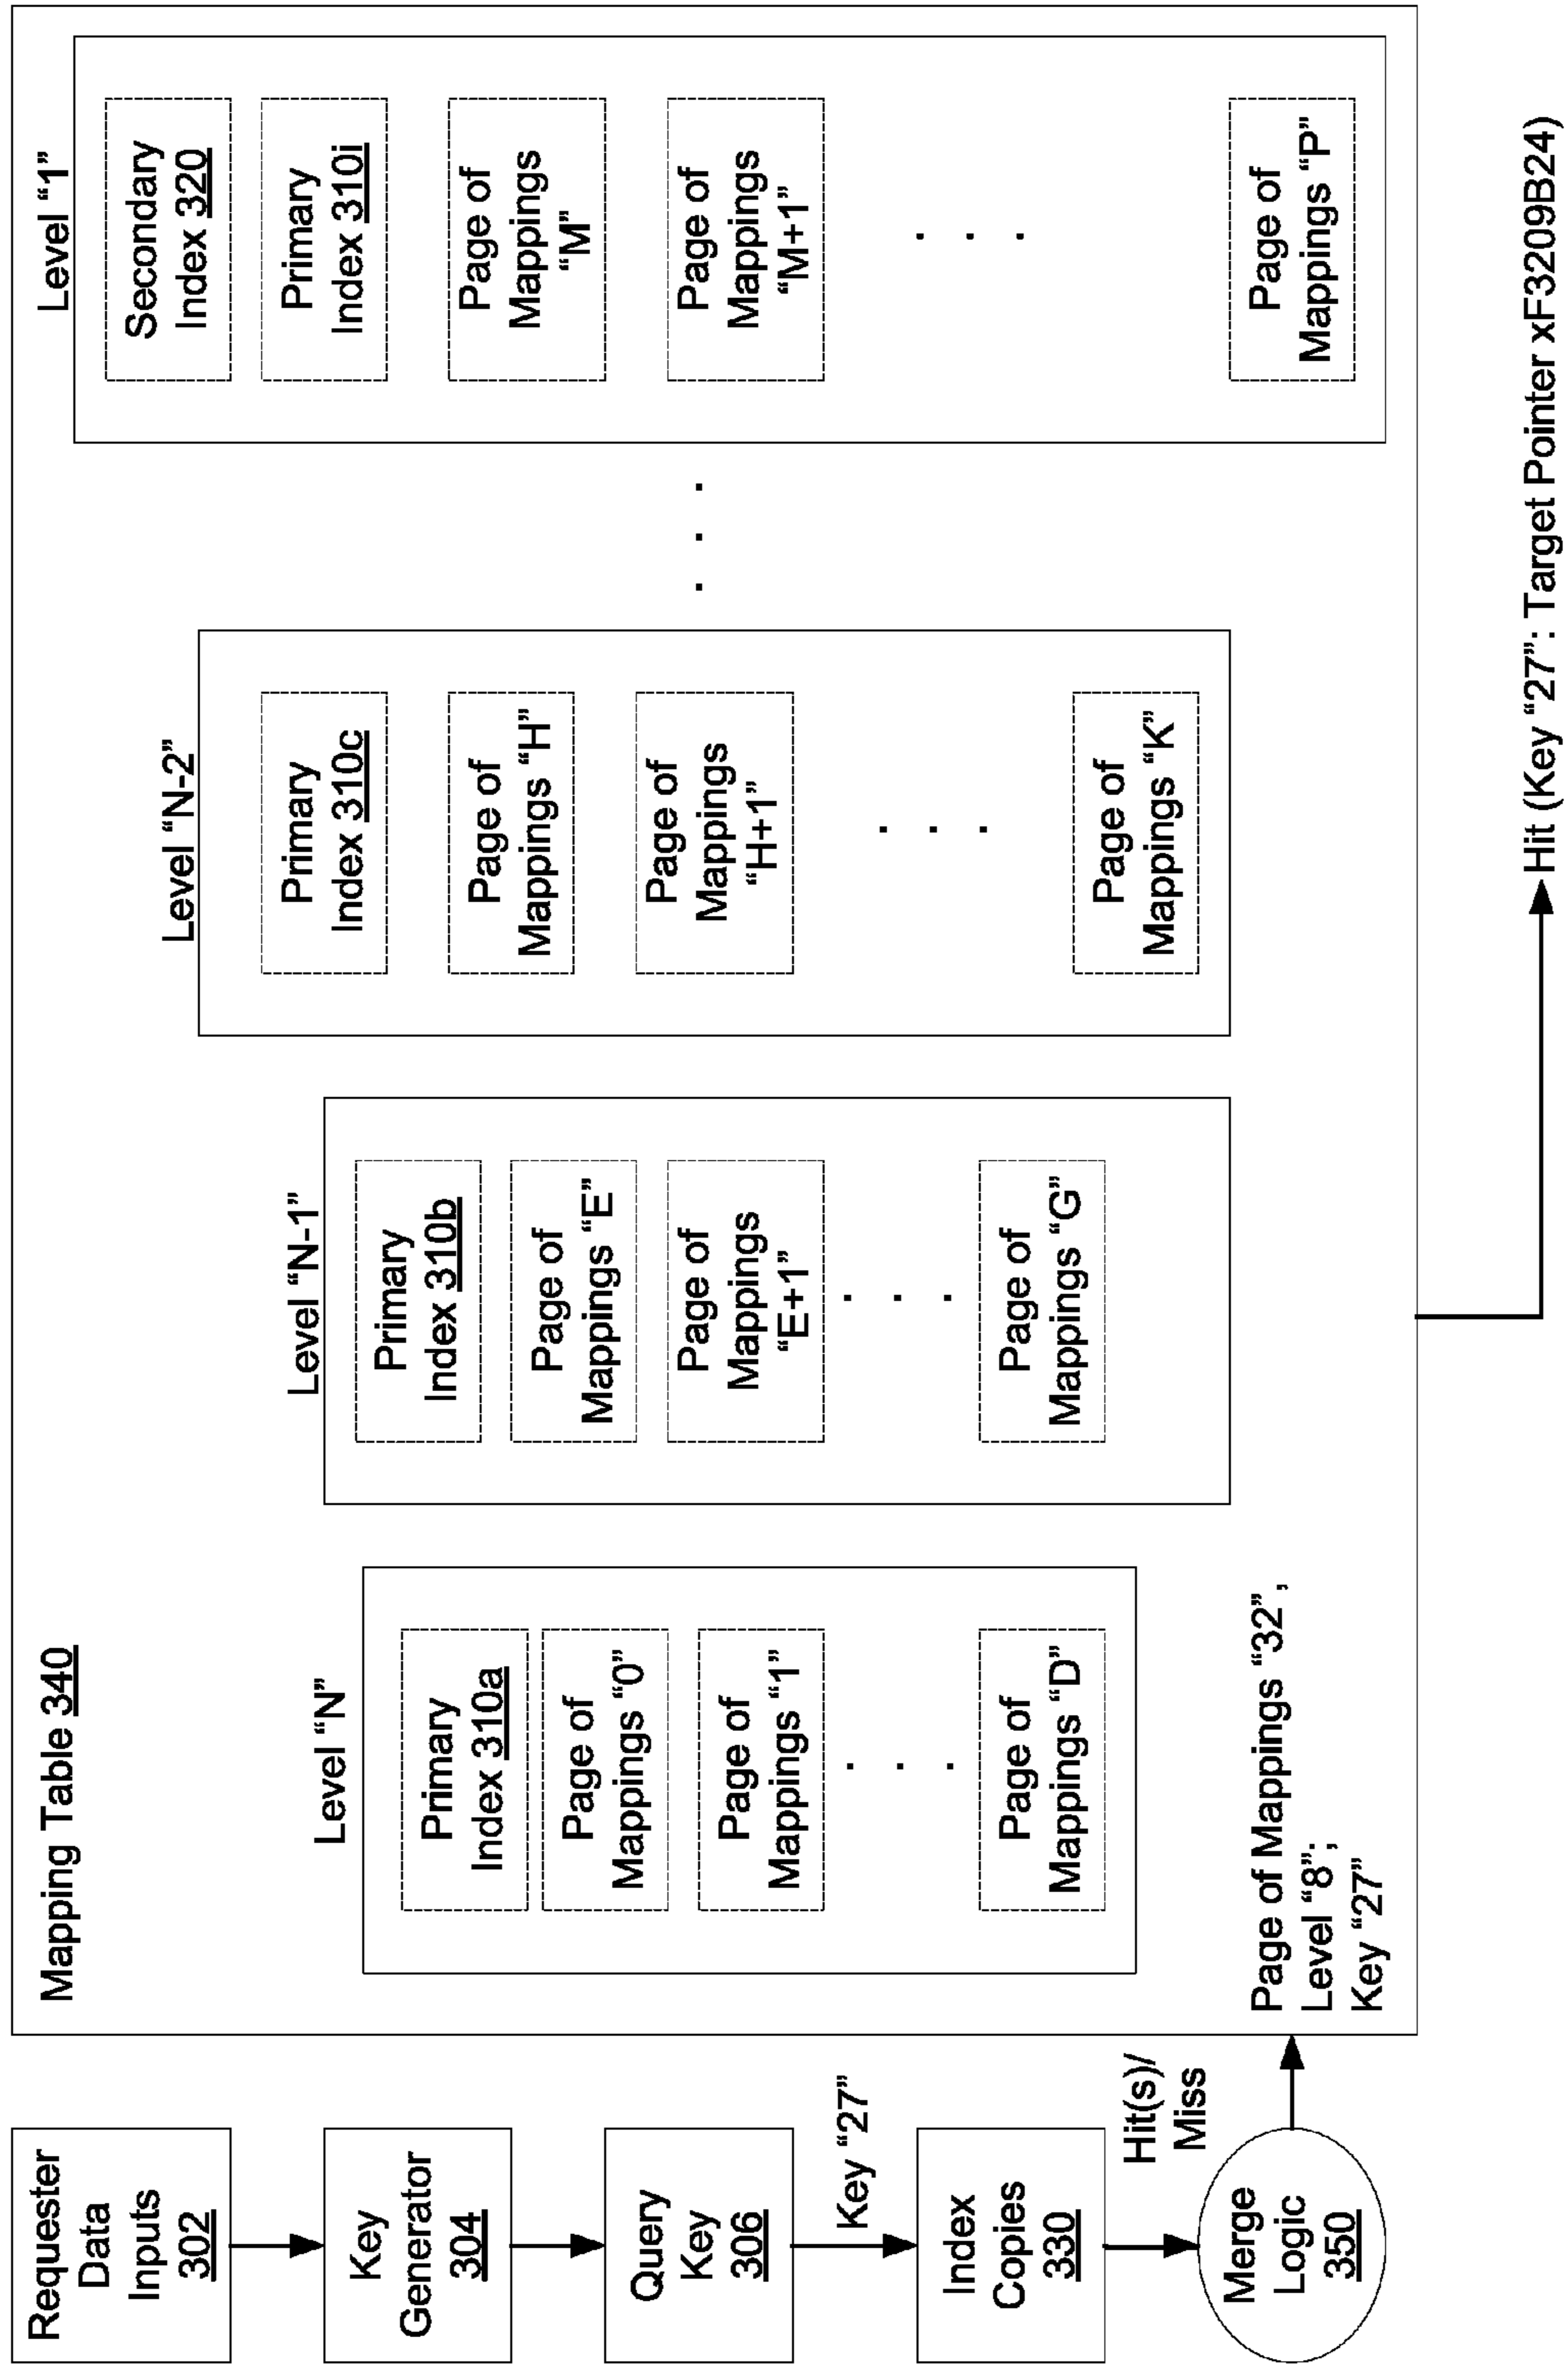 Requester
Data
Inputs
302
Key
Generator
304
Query
Key
306
Key “27”
Index
Copies
330
Hit(s)/
Miss
Merge
Logic
350
Mapping Table 340
Level “N”
Primary
Index 310a
Page of
Mappings “0”
Page of
Mappings “1”
. . .
Page of
Mappings “D”
Level “N-1”
Primary
Index 310b
Page of
Mappings “E”
Page of
Mappings
“E+1”
. . .
Page of
Mappings “G”
Level “N-2”
Primary
Index 310c
Page of
Mappings “H”
Page of
Mappings
“H+1”
. . .
Page of
Mappings “K”
. . .
Level “1”
Secondary
Index 320
Primary
Index 310i
Page of
Mappings
“M”
Page of
Mappings
“M+1”
. . .
Page of
Mappings “P”
Page of Mappings “32”,
Level “8”;
Key “27”
Hit (Key “27”: Target Pointer xF3209B24)